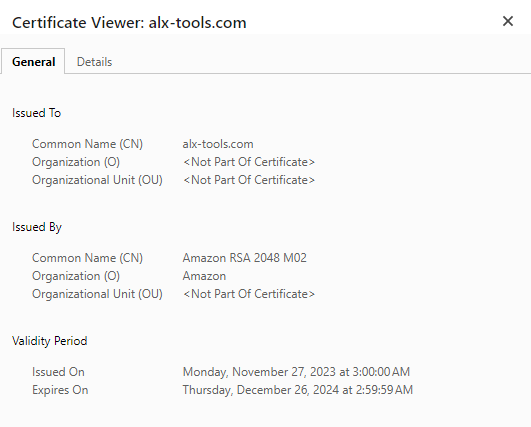 Certificate Viewer: alx-tools.com
General Details
Issued To
Common Name (CN) alx-tools.com
Organization (O) <Not Part Of Certificate>
Organizational Unit (OU) <Not Part Of Certificate>
Issued By
Common Name (CN) Amazon RSA 2048 M02
Organization (O) Amazon
Organizational Unit (OU) <Not Part Of Certificate>
Validity Period
Issued On Monday, November 27, 2023 at 3:00:00 AM
Expires On Thursday, December 26, 2024 at 2:59:59 AM